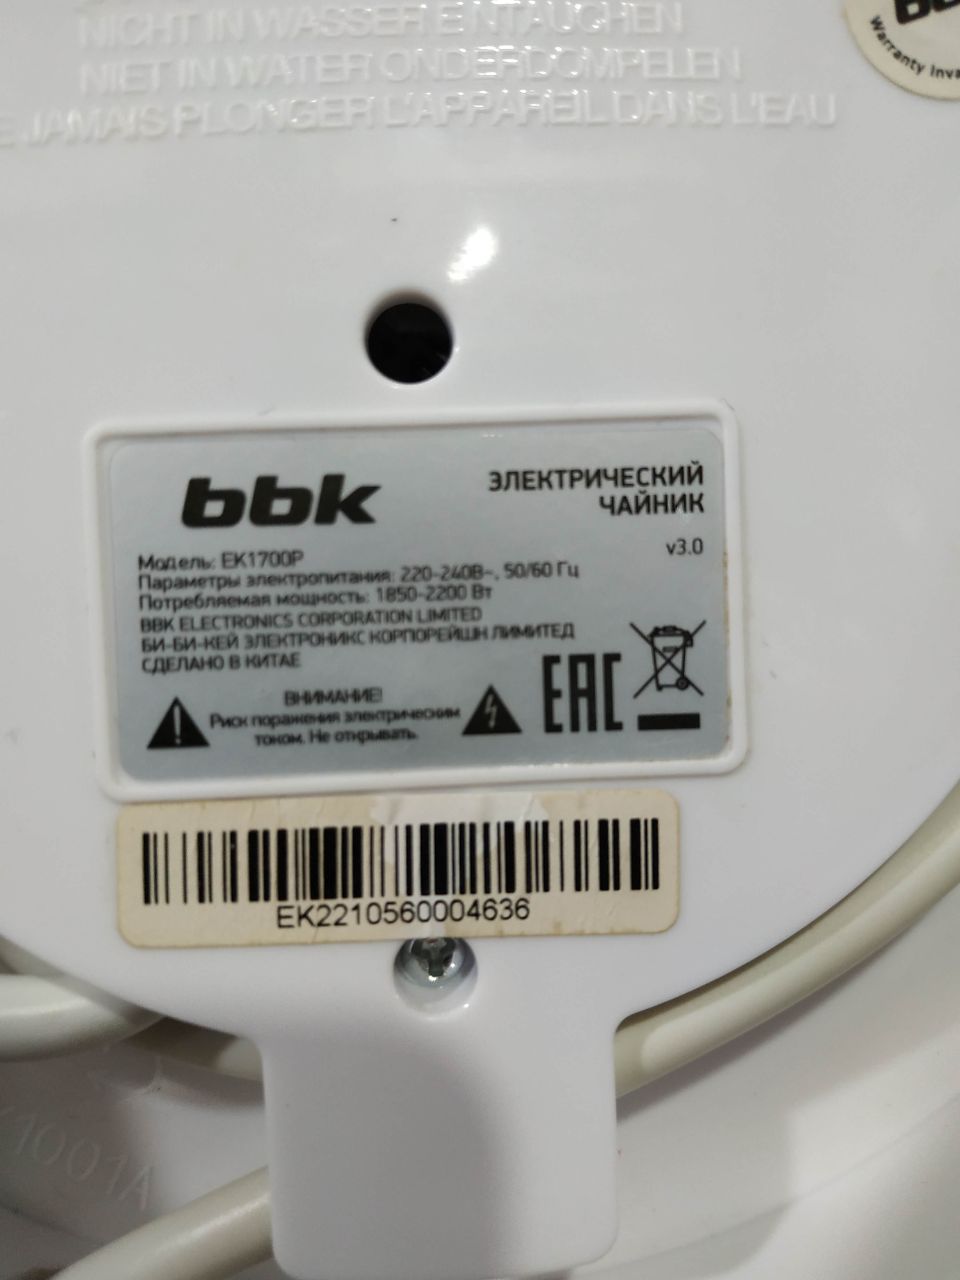 NICHT IN WASSER EINTAUCHEN
NIET IN WATER ONDERDOMPELEN
JAMAIS PLONGER L'APPAREIL DANS L'EAU
Warranty
bbk
ЭЛЕКТРИЧЕСКИЙ
ЧАЙНИК
v3.0
Модель: EK1700P
Параметры электропитания: 220-240В~, 50/60 Гц
Потребляемая мощность: 1850-2200 Вт
BBK ELECTRONICS CORPORATION LIMITED
БИ-БИ-КЕЙ ЭЛЕКТРОНИКС КОРПОРЕЙШН ЛИМИТЕД
СДЕЛАНО В КИТАЕ
ВНИМАНИЕ!
Риск поражения электрическим
током. Не открывать.
EAC
EK2210560004636
1001A